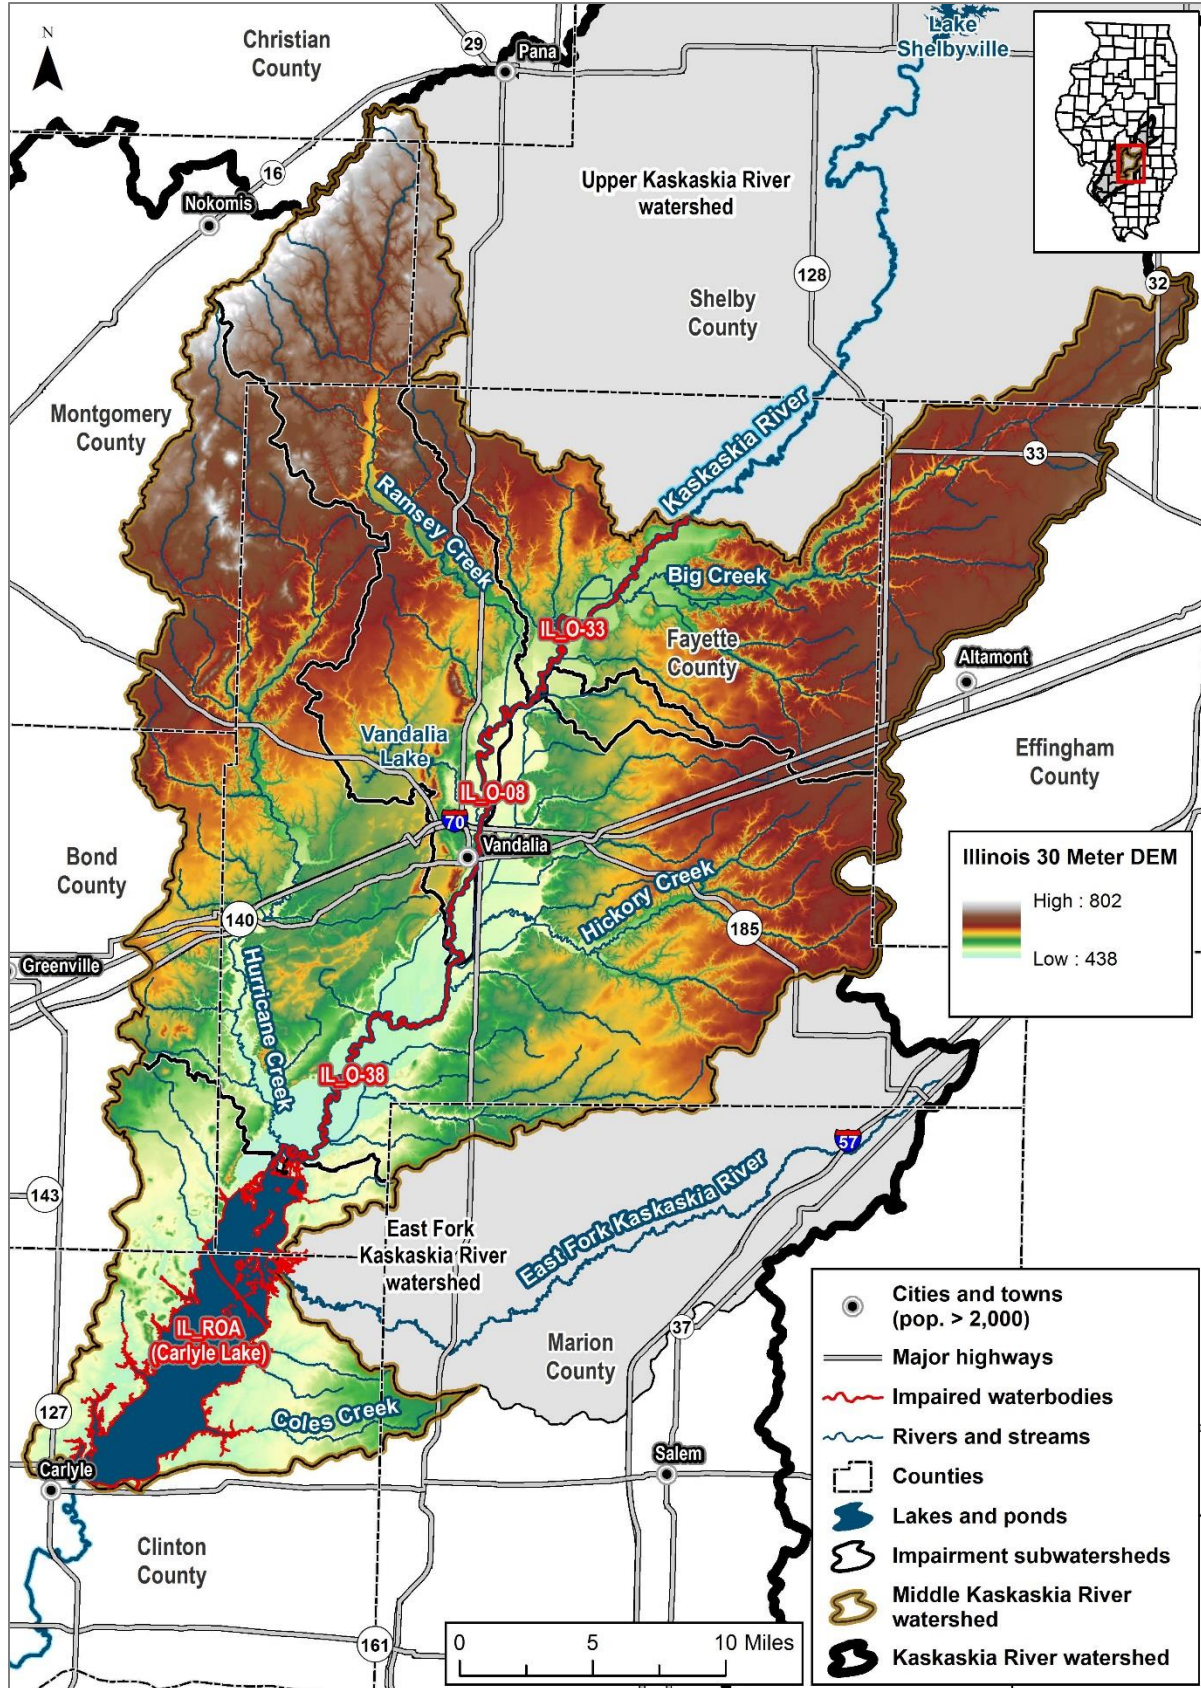 N
Christian
County
29
Pana
Lake
Shelbyville
16
Nokomis
Upper Kaskaskia River
watershed
128
32
Shelby
County
Montgomery
County
Kaskaskia River
33
Ramsey Creek
Big Creek
IL_O-33
Fayette
County
Altamont
Vandalia
Lake
Effingham
County
IL_O-08
70
Vandalia
Bond
County
Illinois 30 Meter DEM
High : 802
Low : 438
Hickory Creek
140
185
Greenville
Hurricane Creek
IL_O-38
57
143
East Fork Kaskaskia River
East Fork
Kaskaskia River
watershed
IL_ROA
(Carlyle Lake)
37
Marion
County
127
Coles Creek
Carlyle
Salem
Clinton
County
161
0 5 10 Miles
Cities and towns
(pop. > 2,000)
Major highways
Impaired waterbodies
Rivers and streams
Counties
Lakes and ponds
Impairment subwatersheds
Middle Kaskaskia River
watershed
Kaskaskia River watershed